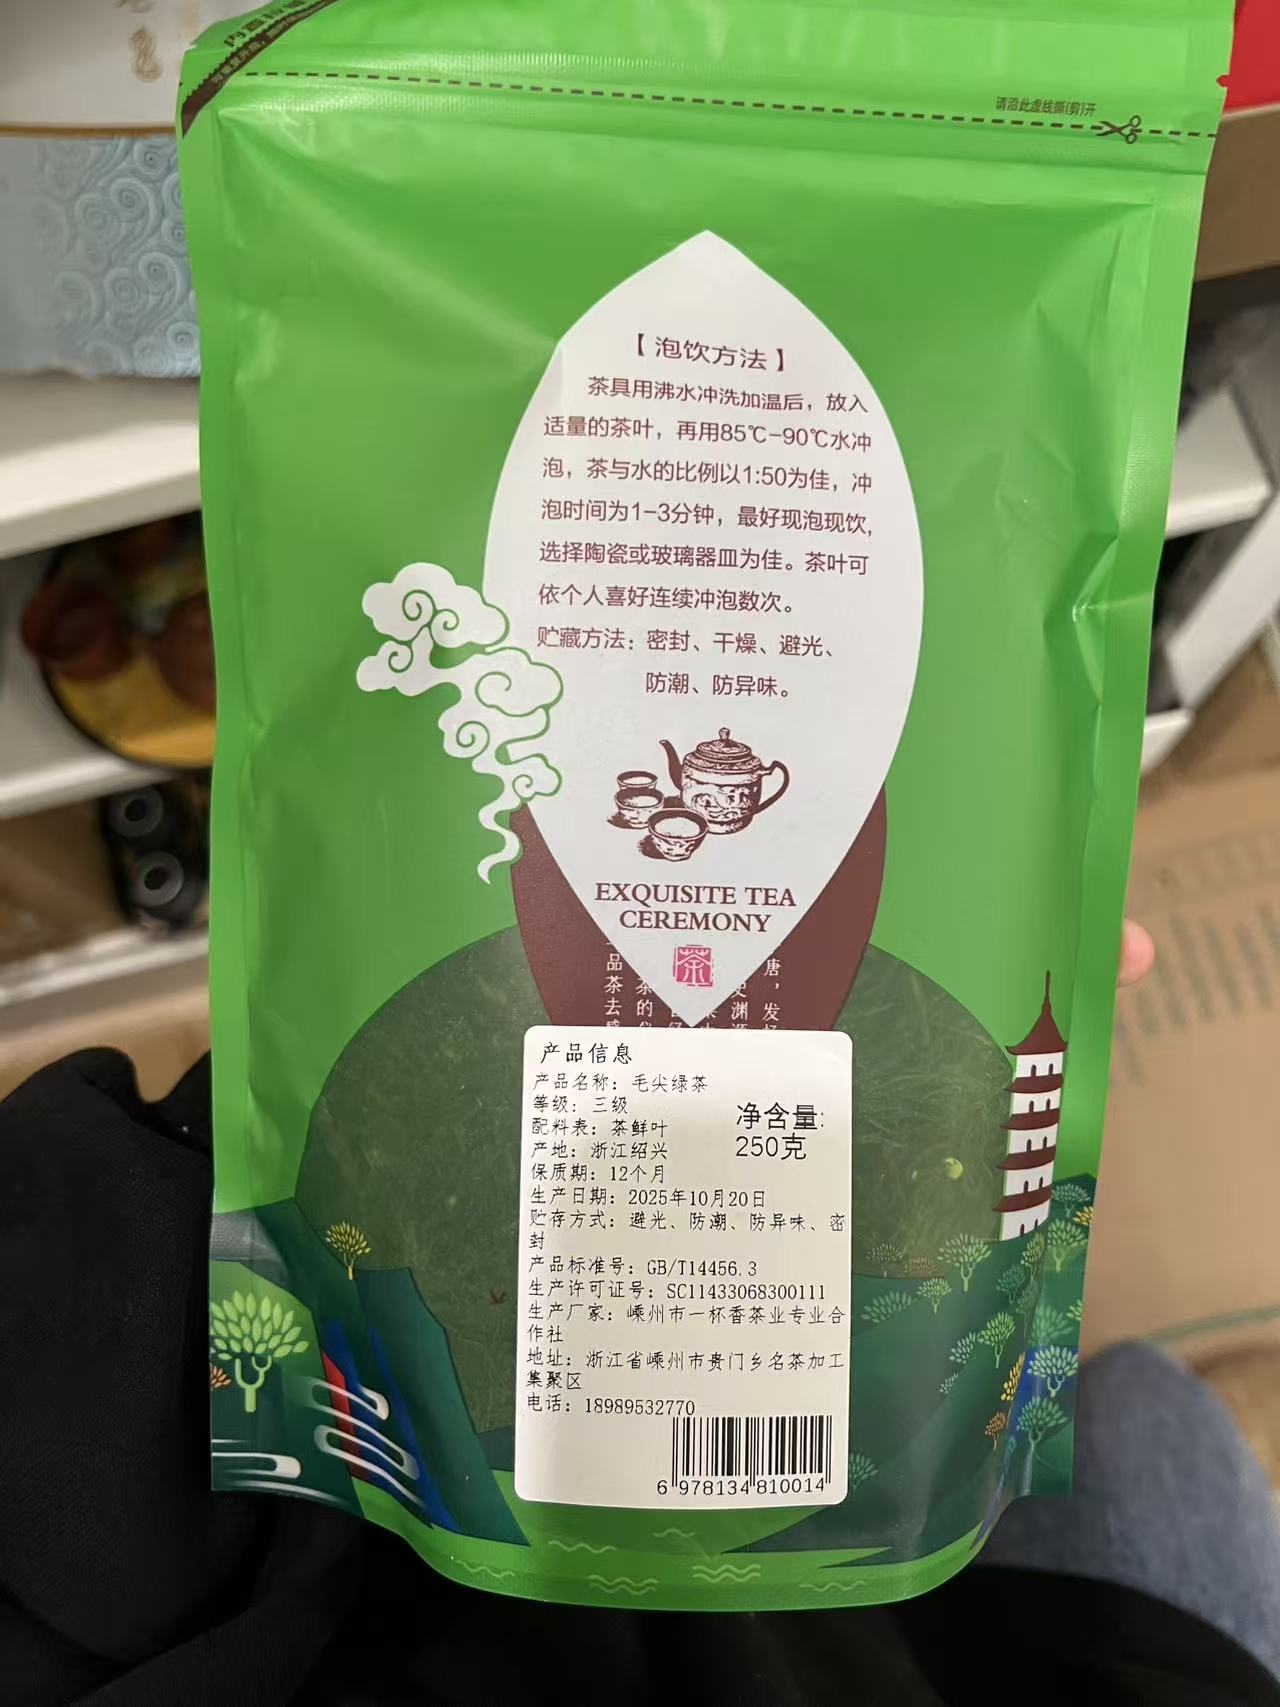 请沿此虚线撕(剪)开
【泡饮方法】
茶具用沸水冲洗加温后，放入
适量的茶叶，再用85℃-90℃水冲
泡，茶与水的比例以1:50为佳，冲
泡时间为1-3分钟，最好现泡现饮,
选择陶瓷或玻璃器皿为佳。茶叶可
依个人喜好连续冲泡数次。
贮藏方法：密封、干燥、避光、
防潮、防异味。
EXQUISITE TEA
CEREMONY
茶
唐，发
渊
茶的
品茶去
产品信息
产品名称：毛尖绿茶
等级：三级
配料表：茶鲜叶
产地：浙江绍兴
保质期：12个月
净含量:
250克
生产日期：2025年10月20日
贮存方式：避光、防潮、防异味、密
封
产品标准号：GB/T14456.3
生产许可证号：SC11433068300111
生产厂家：嵊州市一杯香茶业专业合
作社
地址：浙江省嵊州市贵门乡名茶加工
集聚区
电话：18989532770
6 978134 810014